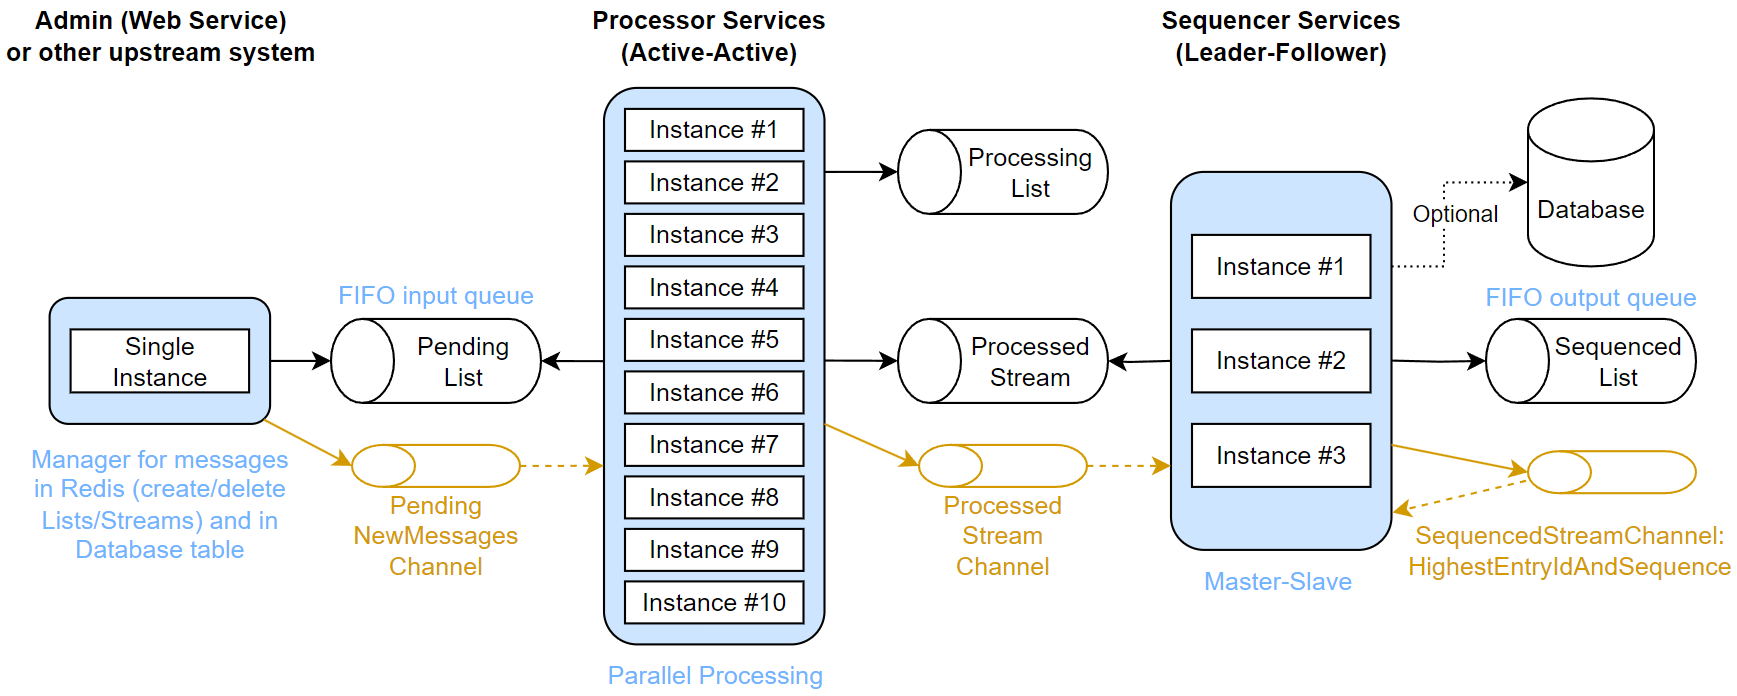 Admin (Web Service)
or other upstream system
Single
Instance
Manager for messages
in Redis (create/delete
Lists/Streams) and in
Database table
FIFO input queue
Pending
List
Pending
NewMessages
Channel
Processor Services
(Active-Active)
Instance #1
Instance #2
Instance #3
Instance #4
Instance #5
Instance #6
Instance #7
Instance #8
Instance #9
Instance #10
Parallel Processing
Processing
List
Processed
Stream
Processed
Stream
Channel
Sequencer Services
(Leader-Follower)
Instance #1
Instance #2
Instance #3
Master-Slave
Optional
Database
FIFO output queue
Sequenced
List
SequencedStreamChannel:
HighestEntryIdAndSequence